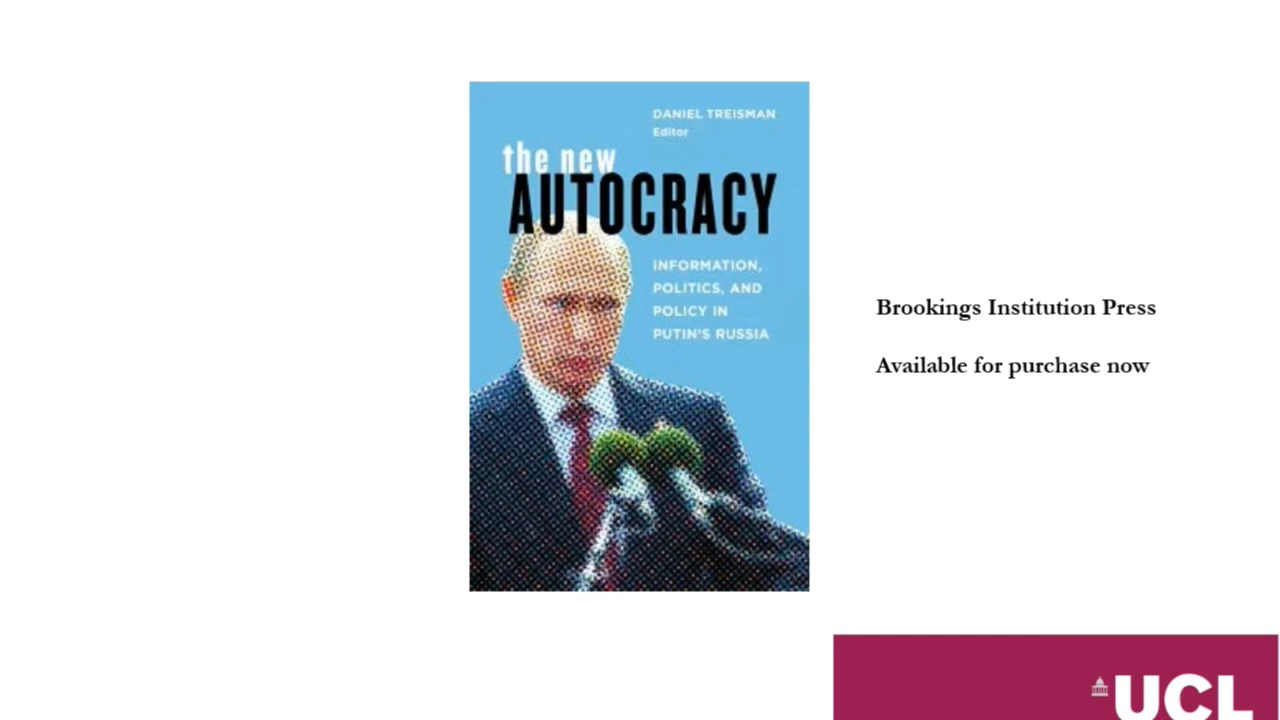 DANIEL TREISMAN
Editor
the new
AUTOCRACY
INFORMATION,
POLITICS, AND
POLICY IN
PUTIN'S RUSSIA
Brookings Institution Press
Available for purchase now
UCL